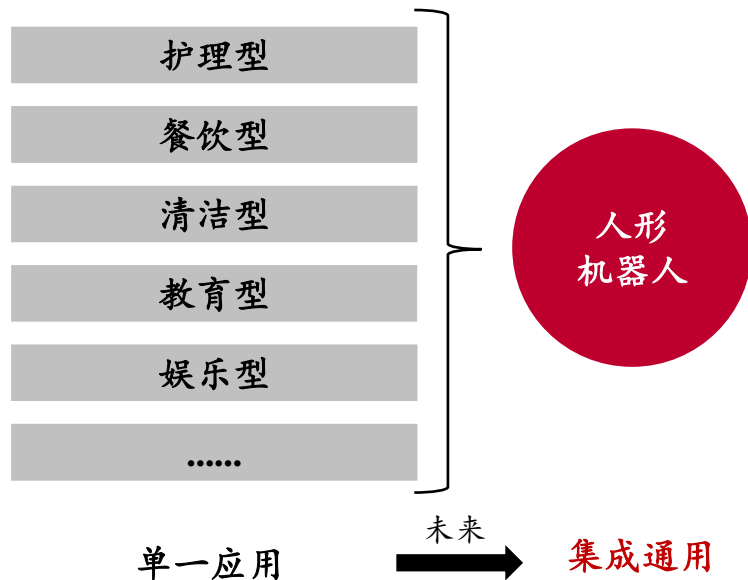 护理型
餐饮型
清洁型
教育型
娱乐型
......
人形
机器人
单一应用
未来
集成通用